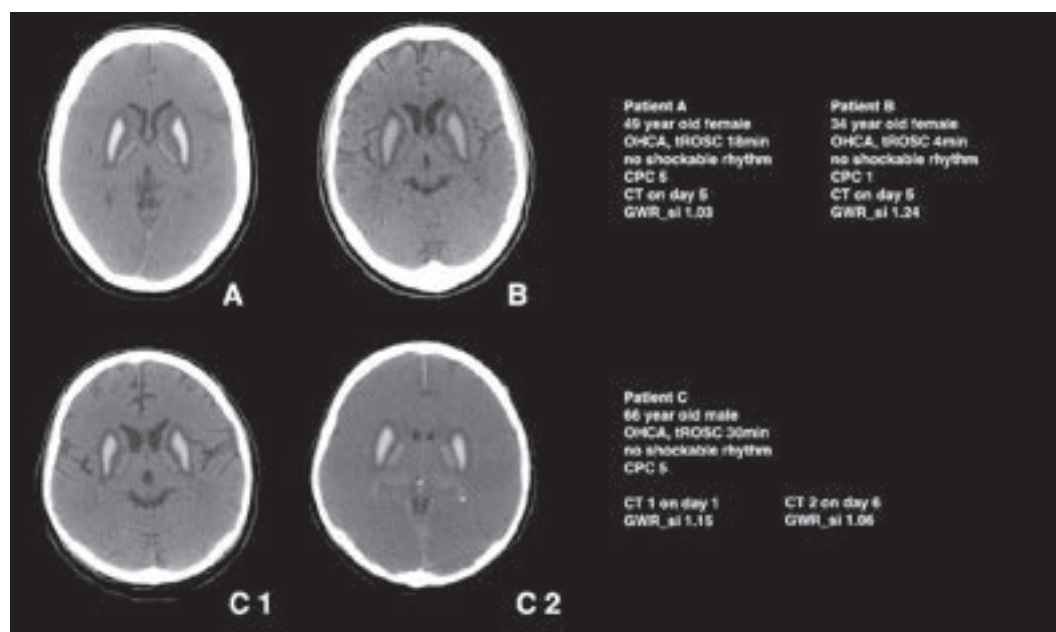 Patient A
49 year old female
OHCA, tROSC 18min
no shockable rhythm
CPC 5
CT on day 5
GWR_si 1.03
Patient B
34 year old female
OHCA, tROSC 4min
no shockable rhythm
CPC 1
CT on day 5
GWR_si 1.24
A
B
Patient C
66 year old male
OHCA, tROSC 30min
no shockable rhythm
CPC 5
CT 1 on day 1
GWR_si 1.15
CT 2 on day 6
GWR_si 1.06
C 1
C 2